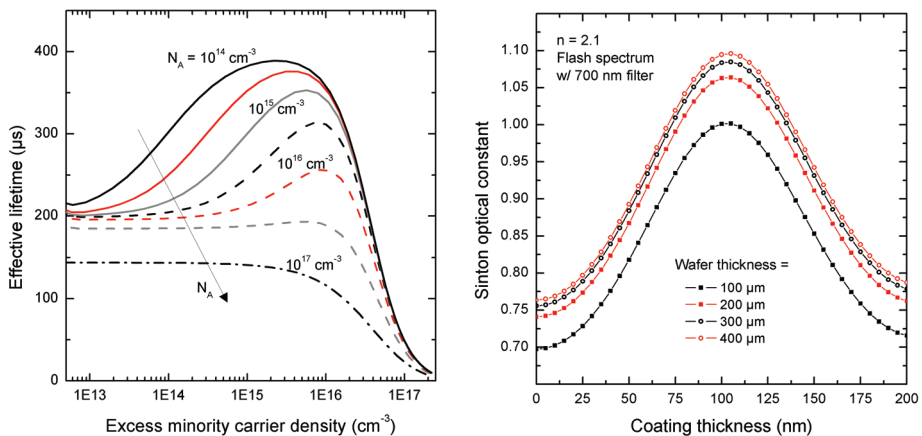 400
300
200
100
0
Effective lifetime (µs)
N_A = 10^14 cm^-3
10^15 cm^-3
10^16 cm^-3
10^17 cm^-3
N_A
1E13 1E14 1E15 1E16 1E17
Excess minority carrier density (cm^-3)
1.10
1.05
1.00
0.95
0.90
0.85
0.80
0.75
0.70
Sinton optical constant
n = 2.1
Flash spectrum
w/ 700 nm filter
Wafer thickness =
100 µm
200 µm
300 µm
400 µm
0 25 50 75 100 125 150 175 200
Coating thickness (nm)